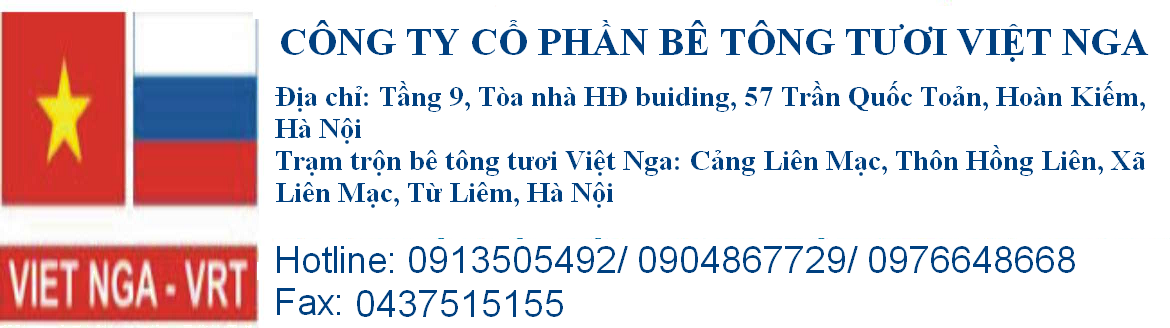 CÔNG TY CỔ PHẦN BÊ TÔNG TƯƠI VIỆT NGA
Địa chỉ: Tầng 9, Tòa nhà HĐ buiding, 57 Trần Quốc Toản, Hoàn Kiếm,
Hà Nội
Trạm trộn bê tông tươi Việt Nga: Cảng Liên Mạc, Thôn Hồng Liên, Xã
Liên Mạc, Từ Liêm, Hà Nội
VIET NGA - VRT
Hotline: 0913505492/ 0904867729/ 0976648668
Fax: 0437515155